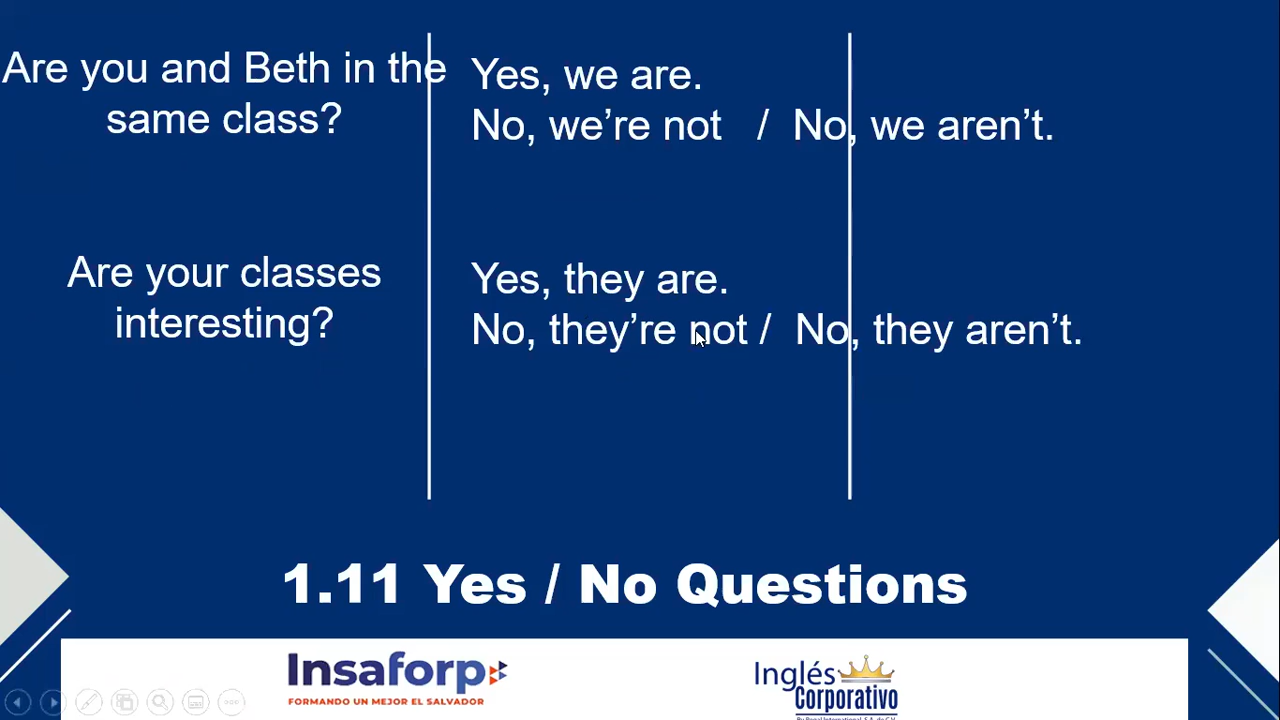 Are you and Beth in the
same class?
Yes, we are.
No, we’re not / No, we aren’t.
Are your classes
interesting?
Yes, they are.
No, they’re not / No, they aren’t.
1.11 Yes / No Questions
Insaforp
FORMANDO UN MEJOR EL SALVADOR
Inglés
Corporativo